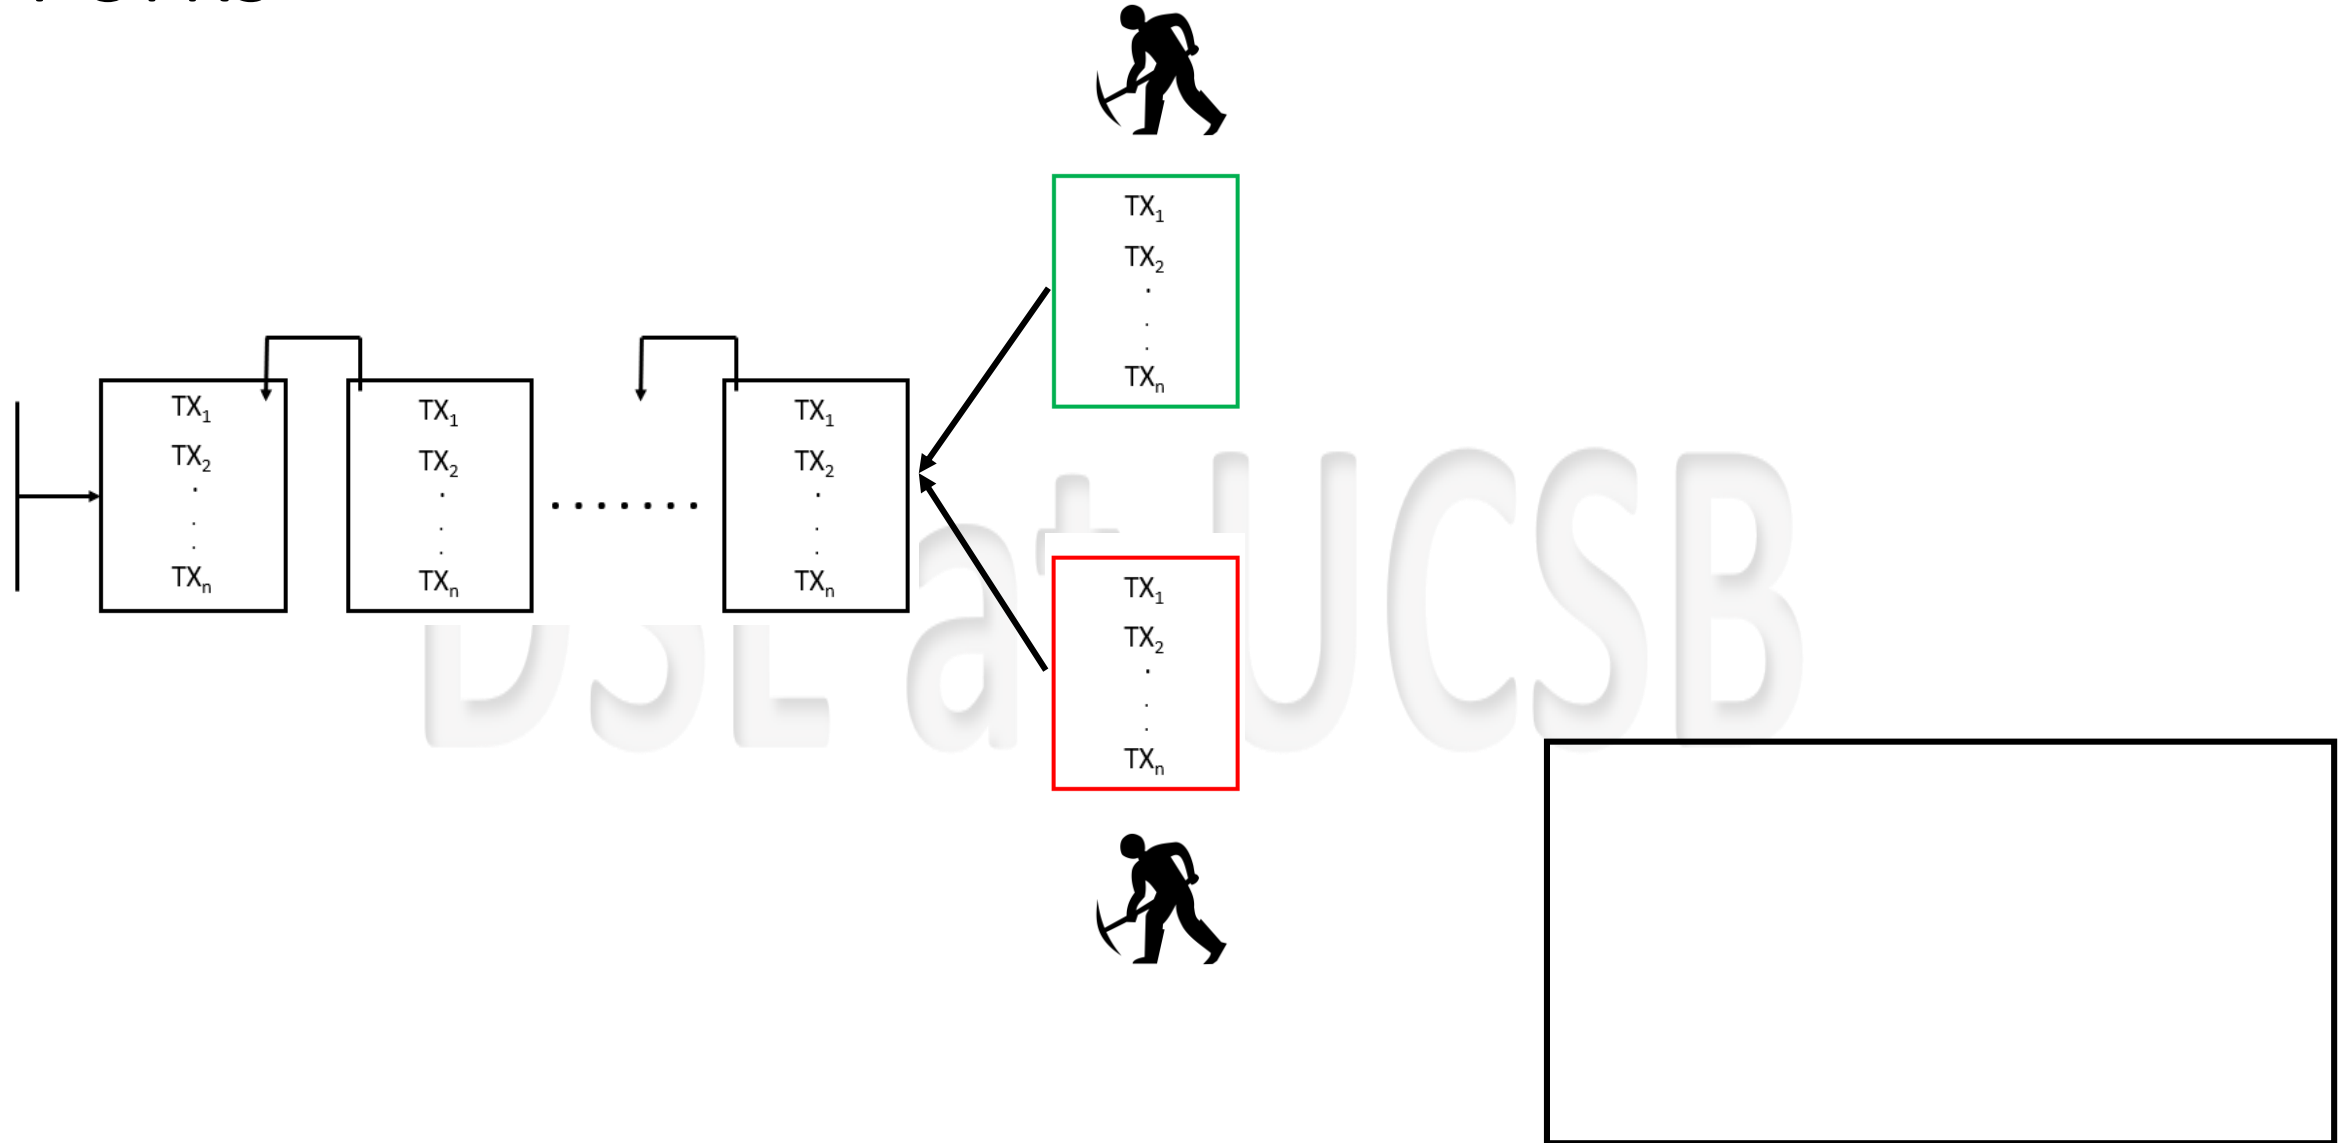 TX1
TX2
.
.
.
TXn
TX1
TX2
.
.
.
TXn
.......
TX1
TX2
.
.
.
TXn
TX1
TX2
.
.
.
TXn
TX1
TX2
.
.
.
TXn
DSL at UCSB